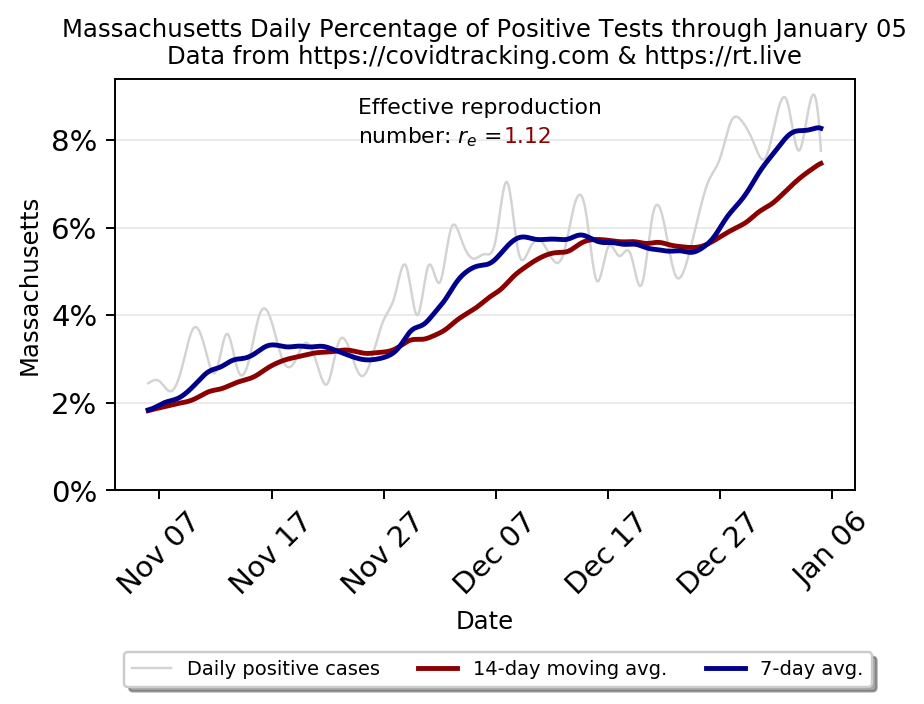 Massachusetts Daily Percentage of Positive Tests through January 05
Data from https://covidtracking.com & https://rt.live
Effective reproduction
number: rₑ =1.12
8%
6%
4%
2%
0%
Massachusetts
Nov 07
Nov 17
Nov 27
Dec 07
Dec 17
Dec 27
Jan 06
Date
Daily positive cases
14-day moving avg.
7-day avg.